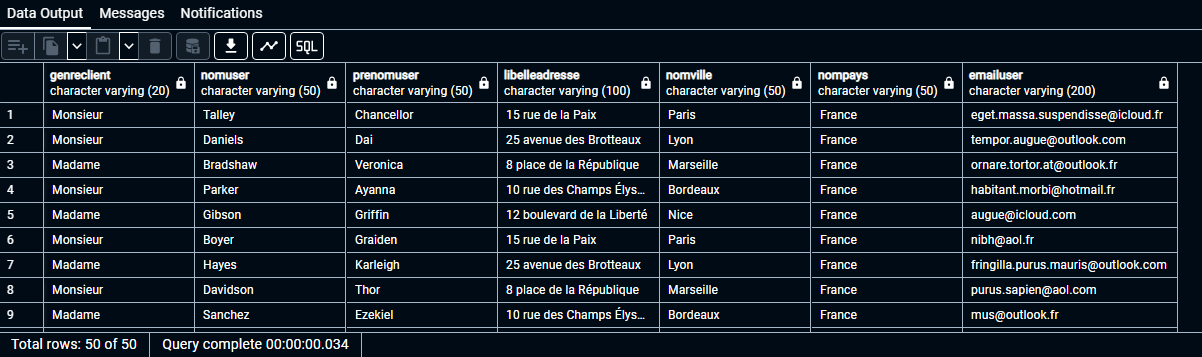 Data Output Messages Notifications
SQL
genreclient nomuser prenomuser libelleadresse nomville nompays emailuser
character varying (20) character varying (50) character varying (50) character varying (100) character varying (50) character varying (50) character varying (200)
1 Monsieur Talley Chancellor 15 rue de la Paix Paris France eget.massa.suspendisse@icloud.fr
2 Monsieur Daniels Dai 25 avenue des Brotteaux Lyon France tempor.augue@outlook.com
3 Madame Bradshaw Veronica 8 place de la République Marseille France ornare.tortor.at@outlook.fr
4 Monsieur Parker Ayanna 10 rue des Champs Élys... Bordeaux France habitant.morbi@hotmail.fr
5 Madame Gibson Griffin 12 boulevard de la Liberté Nice France augue@icloud.com
6 Monsieur Boyer Graiden 15 rue de la Paix Paris France nibh@aol.fr
7 Madame Hayes Karleigh 25 avenue des Brotteaux Lyon France fringilla.purus.mauris@outlook.com
8 Monsieur Davidson Thor 8 place de la République Marseille France purus.sapien@aol.com
9 Madame Sanchez Ezekiel 10 rue des Champs Élys... Bordeaux France mus@outlook.fr
Total rows: 50 of 50 Query complete 00:00:00.034